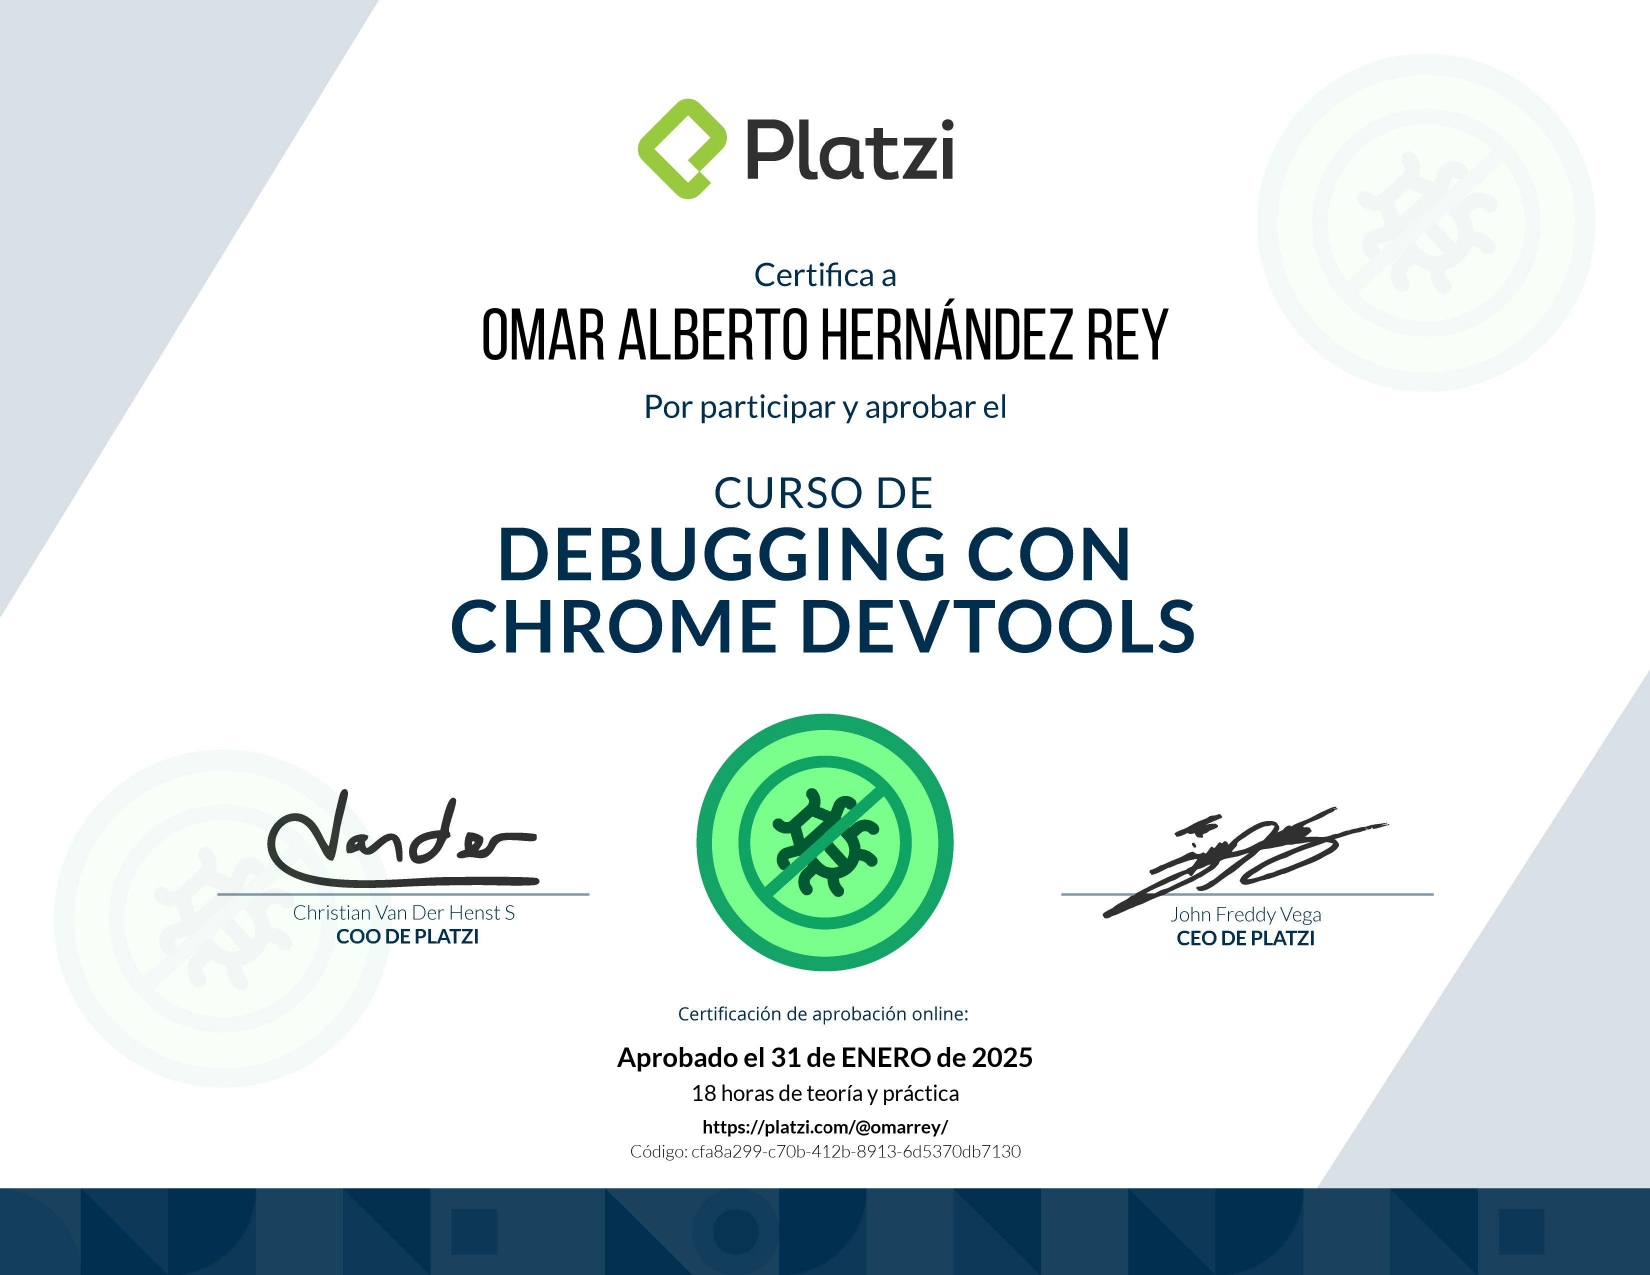 Platzi
Certifica a
OMAR ALBERTO HERNÁNDEZ REY
Por participar y aprobar el
CURSO DE
DEBUGGING CON
CHROME DEVTOOLS
Vander
Christian Van Der Henst S
COO DE PLATZI
John Freddy Vega
CEO DE PLATZI
Certificación de aprobación online:
Aprobado el 31 de ENERO de 2025
18 horas de teoría y práctica
https://platzi.com/@omarrey/
Código: cfa8a299-c70b-412b-8913-6d5370db7130